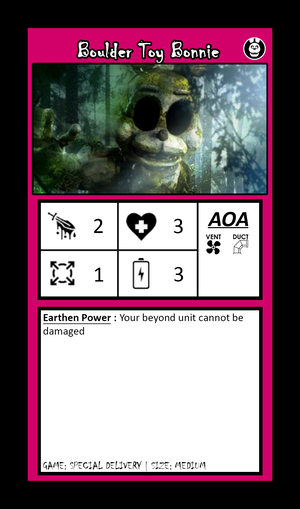 Boulder Toy Bonnie
2
3
AOA
VENT DUCT
1
3
Earthen Power : Your beyond unit cannot be
damaged
GAME: SPECIAL DELIVERY | SIZE: MEDIUM